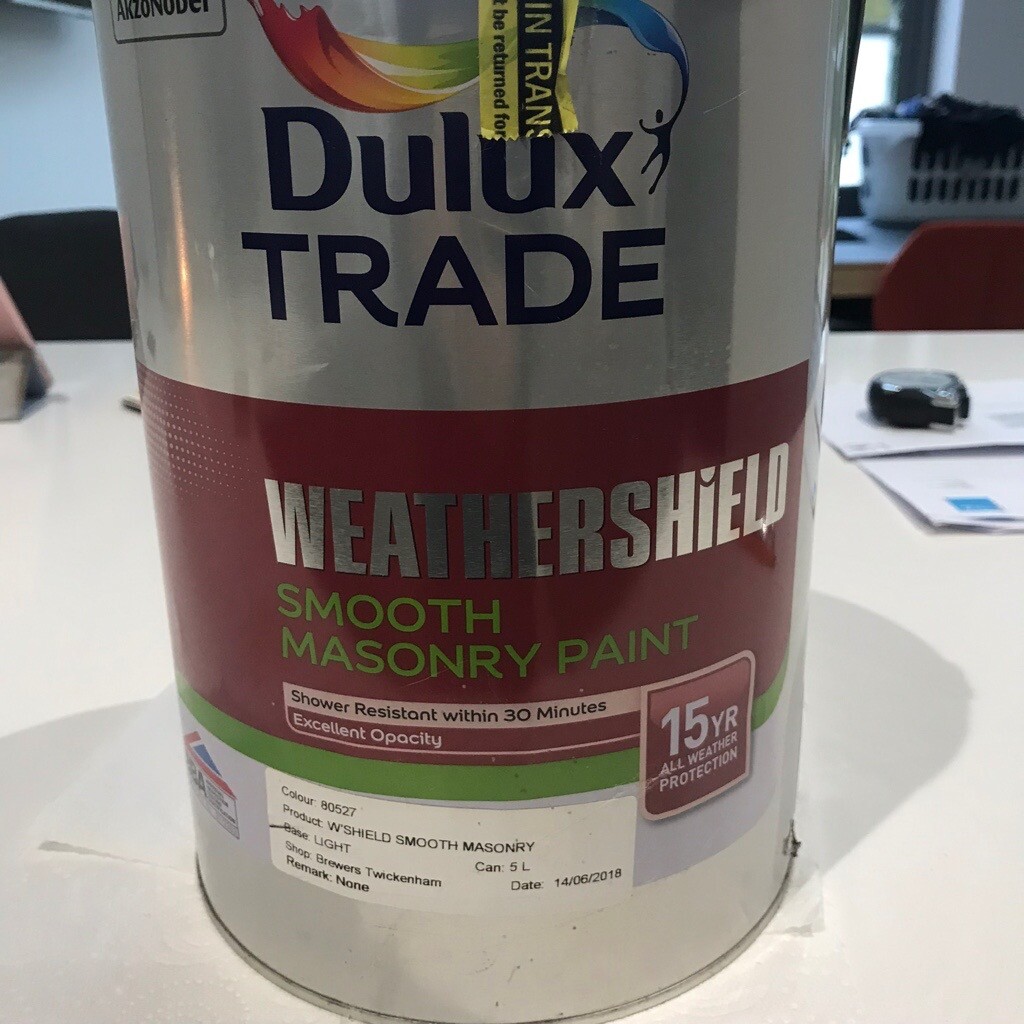 AkzoNobel
IN TRANS
t be returned for
Dulux
TRADE
WEATHERSHiELD
SMOOTH
MASONRY PAINT
Shower Resistant within 30 Minutes
Excellent Opacity
15YR
ALL WEATHER
PROTECTION
Colour: 80527
Product: W'SHIELD SMOOTH MASONRY
Base: LIGHT
Can: 5 L
Shop: Brewers Twickenham
Date: 14/06/2018
Remark: None